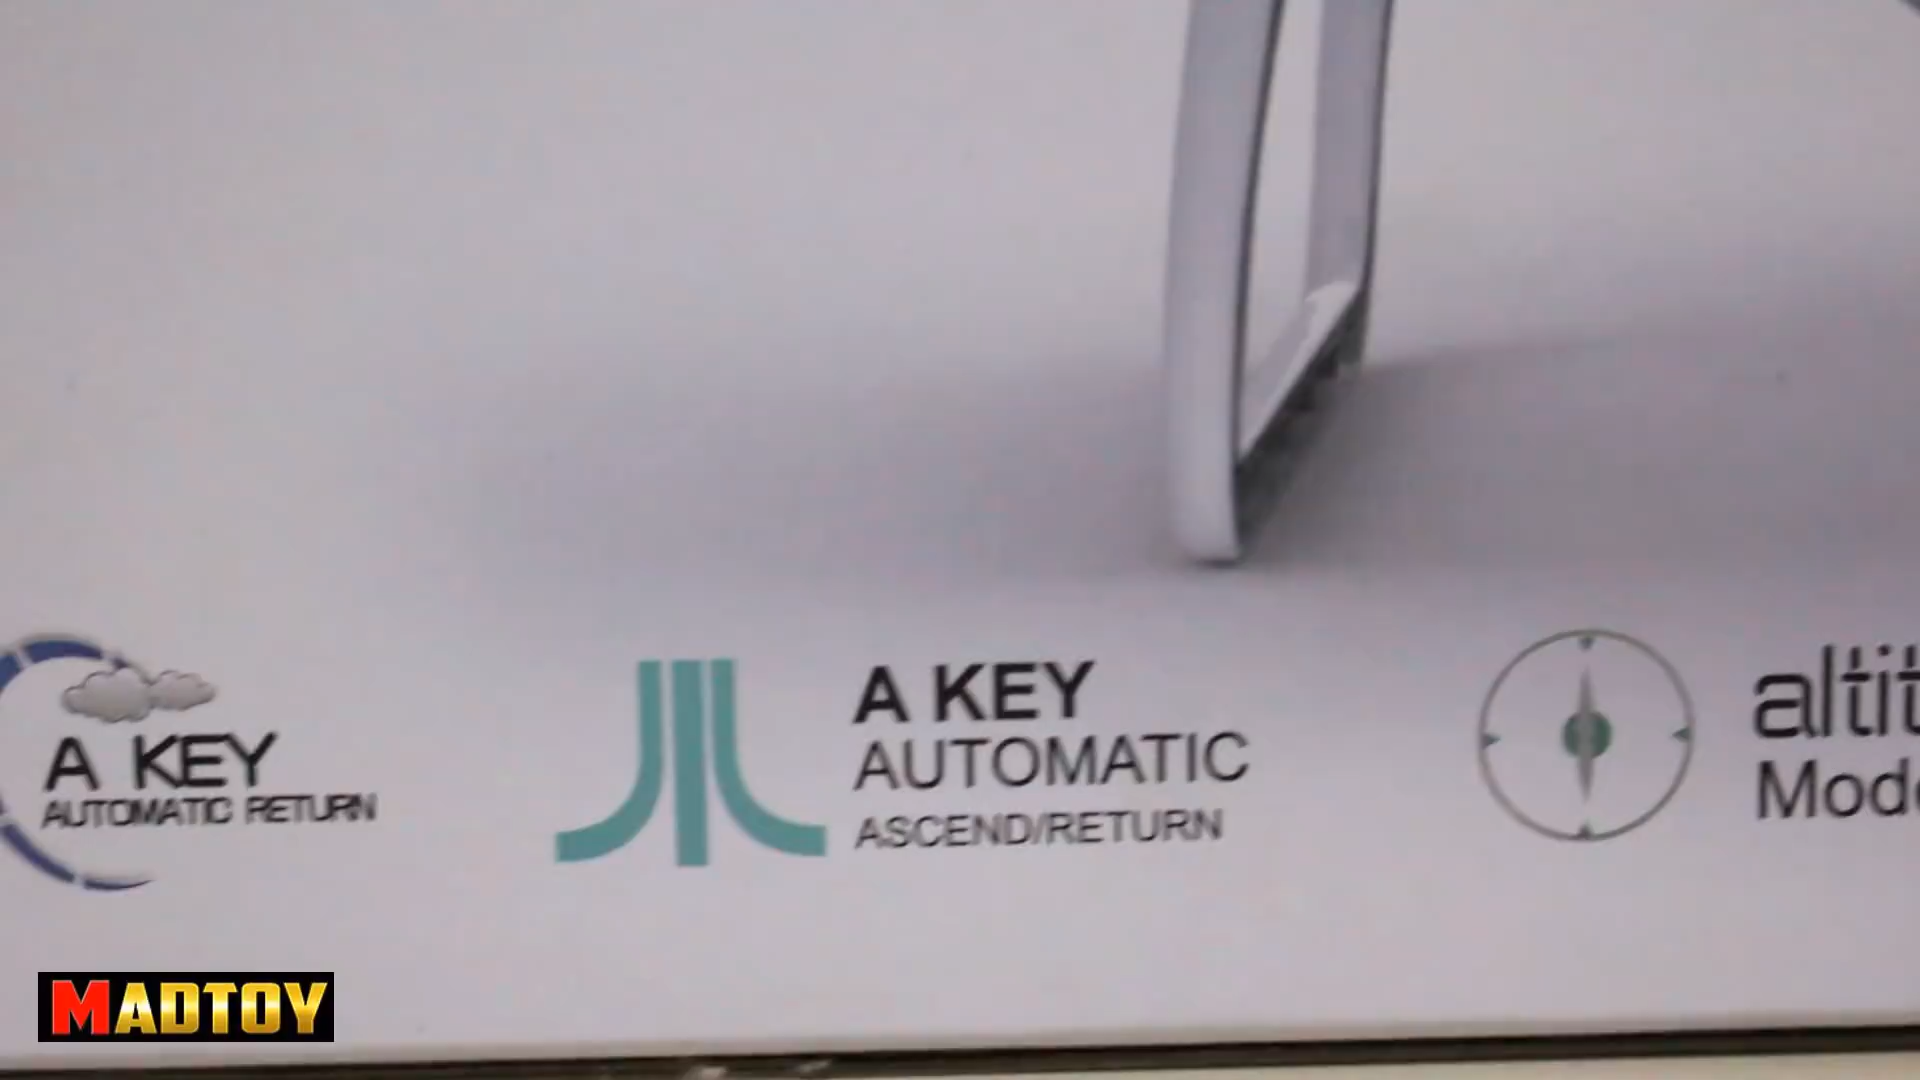 A KEY
AUTOMATIC RETURN
A KEY
AUTOMATIC
ASCEND/RETURN
MADTOY